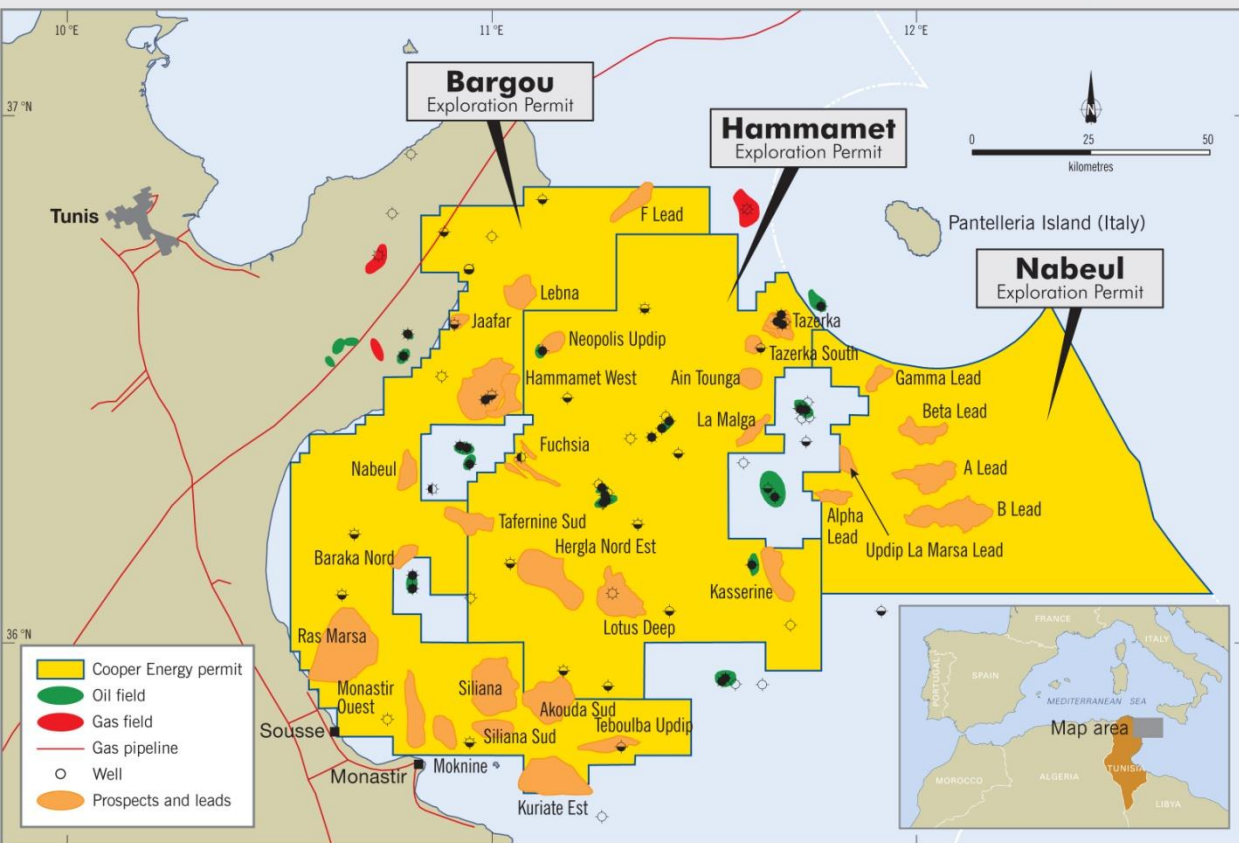 10 °E
11 °E
12 °E
37 °N
36 °N
Bargou
Exploration Permit
Hammamet
Exploration Permit
Nabeul
Exploration Permit
N
0 25 50
kilometres
Tunis
Pantelleria Island (Italy)
F Lead
Lebna
Jaafar
Neopolis Updip
Tazerka
Tazerka South
Hammamet West
Ain Tounga
Gamma Lead
La Malga
Beta Lead
Fuchsia
Nabeul
A Lead
B Lead
Alpha
Lead
Updip La Marsa Lead
Tafernine Sud
Hergla Nord Est
Baraka Nord
Kasserine
Lotus Deep
Ras Marsa
Monastir
Ouest
Siliana
Akouda Sud
Siliana Sud
Teboulba Updip
Sousse
Monastir
Moknine
Kuriate Est
Cooper Energy permit
Oil field
Gas field
Gas pipeline
Well
Prospects and leads
FRANCE
ITALY
PORTUGAL
SPAIN
MEDITERRANEAN SEA
Map area
TUNISIA
MOROCCO
ALGERIA
LIBYA